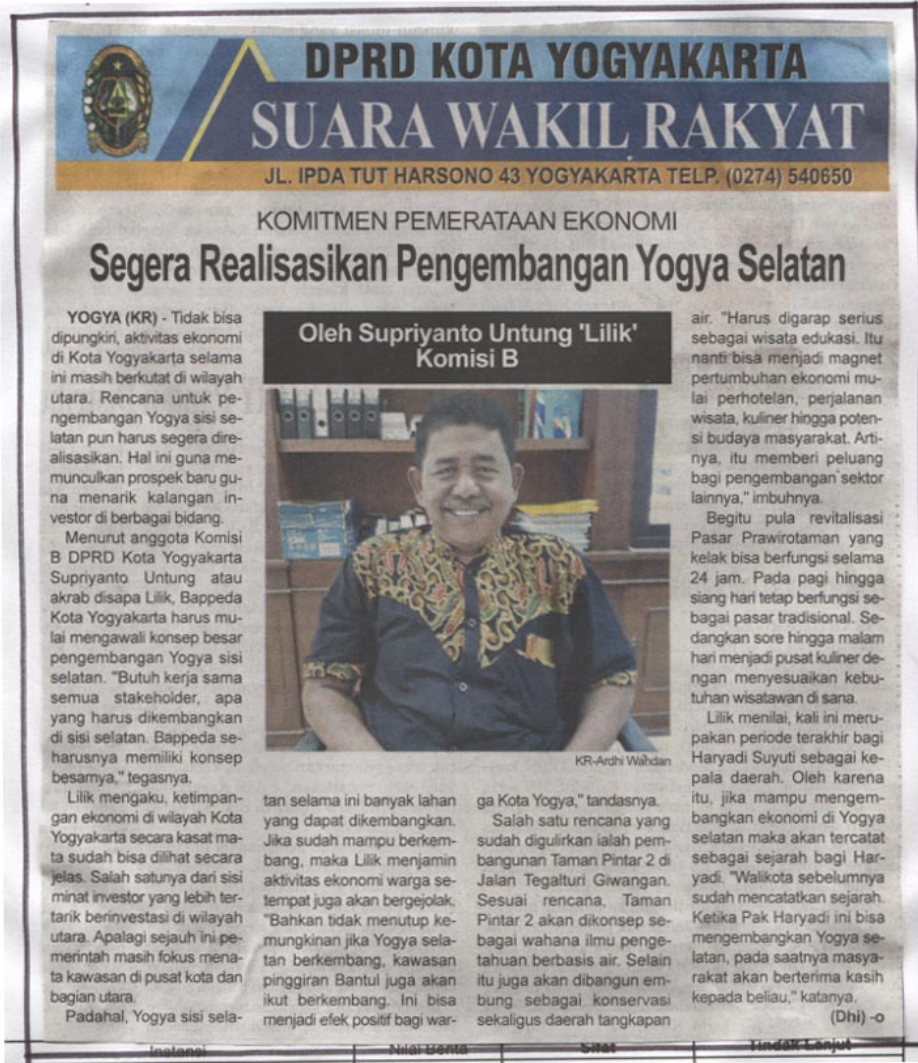 DPRD KOTA YOGYAKARTA
SUARA WAKIL RAKYAT
JL. IPDA TUT HARSONO 43 YOGYAKARTA TELP. (0274) 540650
KOMITMEN PEMERATAAN EKONOMI
Segera Realisasikan Pengembangan Yogya Selatan
YOGYA (KR) - Tidak bisa
dipungkiri, aktivitas ekonomi
di Kota Yogyakarta selama
ini masih berkutat di wilayah
utara. Rencana untuk pe-
ngembangan Yogya sisi se-
latan pun harus segera dire-
alisasikan. Hal ini guna me-
munculkan prospek baru gu-
na menarik kalangan in-
vestor di berbagai bidang.
Menurut anggota Komisi
B DPRD Kota Yogyakarta
Supriyanto Untung atau
akrab disapa Lilik, Bappeda
Kota Yogyakarta harus mu-
lai mengawali konsep besar
pengembangan Yogya sisi
selatan. "Butuh kerja sama
semua stakeholder, apa
yang harus dikembangkan
di sisi selatan. Bappeda se-
harusnya memiliki konsep
besarnya," tegasnya.
Lilik mengaku, ketimpan-
gan ekonomi di wilayah Kota
Yogyakarta secara kasat ma-
ta sudah bisa dilihat secara
jelas. Salah satunya dari sisi
minat investor yang lebih ter-
tarik berinvestasi di wilayah
utara. Apalagi sejauh ini pe-
merintah masih fokus mena-
ta kawasan di pusat kota dan
bagian utara.
Padahal, Yogya sisi sela-
Oleh Supriyanto Untung 'Lilik'
Komisi B
KR-Ardhi Wahdan
tan selama ini banyak lahan
yang dapat dikembangkan.
Jika sudah mampu berkem-
bang, maka Lilik menjamin
aktivitas ekonomi warga se-
tempat juga akan bergejolak.
"Bahkan tidak menutup ke-
mungkinan jika Yogya sela-
tan berkembang, kawasan
pinggiran Bantul juga akan
ikut berkembang. Ini bisa
menjadi efek positif bagi war-
ga Kota Yogya," tandasnya.
Salah satu rencana yang
sudah digulirkan ialah pem-
bangunan Taman Pintar 2 di
Jalan Tegalturi Giwangan.
Sesuai rencana, Taman
Pintar 2 akan dikonsep se-
bagai wahana ilmu penge-
tahuan berbasis air. Selain
itu juga akan dibangun em-
bung sebagai konservasi
sekaligus daerah tangkapan
air. "Harus digarap serius
sebagai wisata edukasi. Itu
nanti bisa menjadi magnet
pertumbuhan ekonomi mu-
lai perhotelan, perjalanan
wisata, kuliner hingga poten-
si budaya masyarakat. Arti-
nya, itu memberi peluang
bagi pengembangan sektor
lainnya," imbuhnya.
Begitu pula revitalisasi
Pasar Prawirotaman yang
kelak bisa berfungsi selama
24 jam. Pada pagi hingga
siang hari tetap berfungsi se-
bagai pasar tradisional. Se-
dangkan sore hingga malam
hari menjadi pusat kuliner de-
ngan menyesuaikan kebu-
tuhan wisatawan di sana.
Lilik menilai, kali ini meru-
pakan periode terakhir bagi
Haryadi Suyuti sebagai ke-
pala daerah. Oleh karena
itu, jika mampu mengem-
bangkan ekonomi di Yogya
selatan maka akan tercatat
sebagai sejarah bagi Har-
yadi. "Walikota sebelumnya
sudah mencatatkan sejarah.
Ketika Pak Haryadi ini bisa
mengembangkan Yogya se-
latan, pada saatnya masya-
rakat akan berterima kasih
kepada beliau," katanya.
(Dhi) -o
Instansi
Nilai Berita
Sifat
Tindak Lanjut